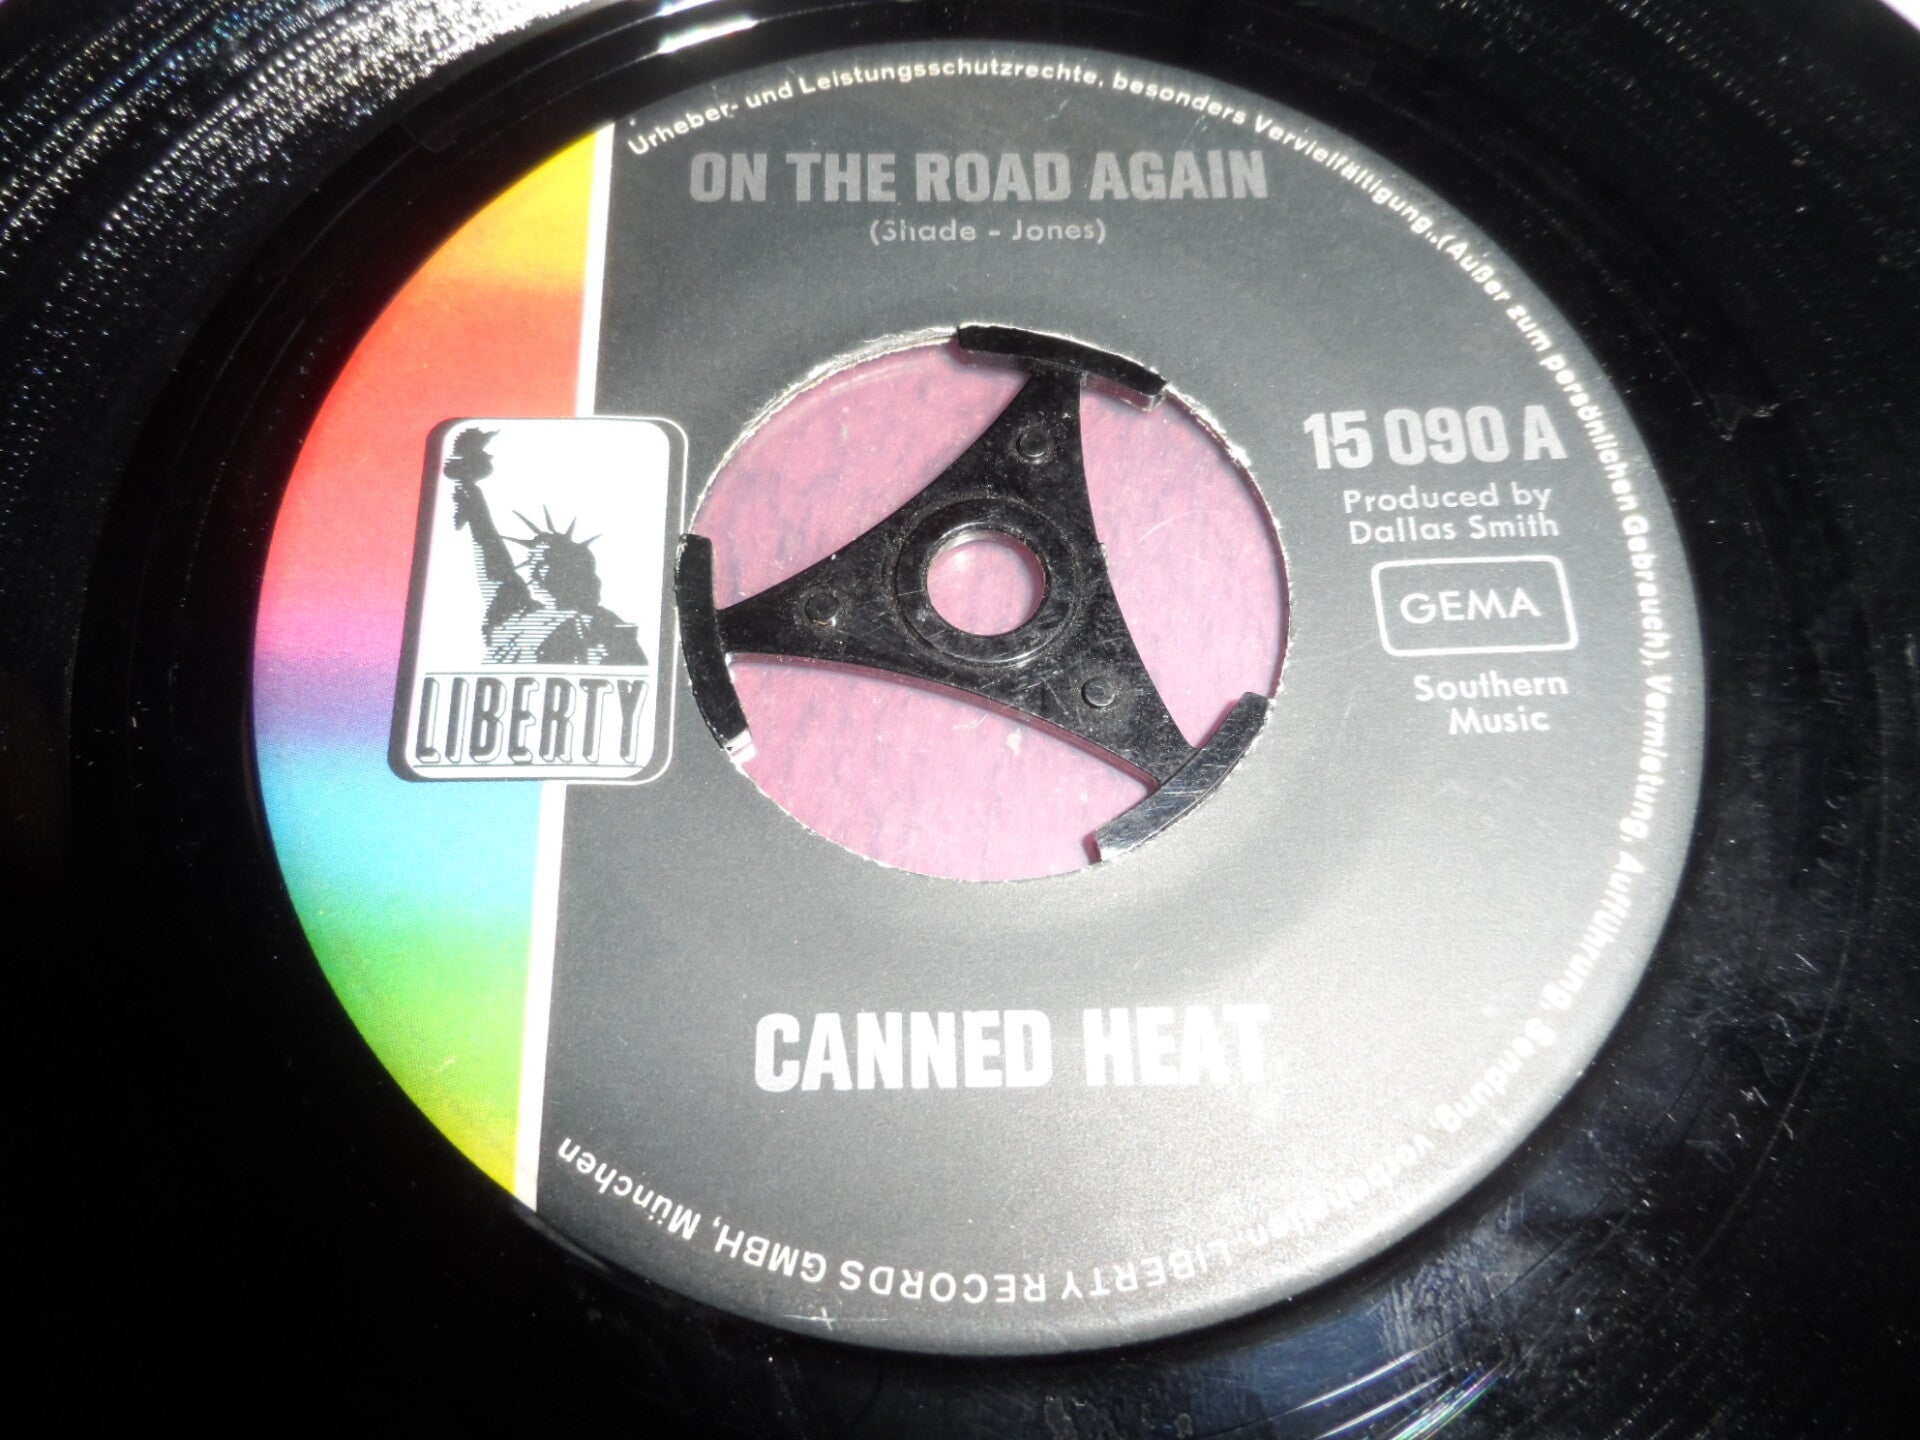 Urheber- und Leistungsschutzrechte, besonders Vervielfältigung, (Außer zum persönlichen Gebrauch), Vermietung, Aufführung, Sendung, vorbehalten. LIBERTY RECORDS GMBH, München
ON THE ROAD AGAIN
(Shade - Jones)
15 090 A
Produced by
Dallas Smith
GEMA
Southern
Music
LIBERTY
CANNED HEAT